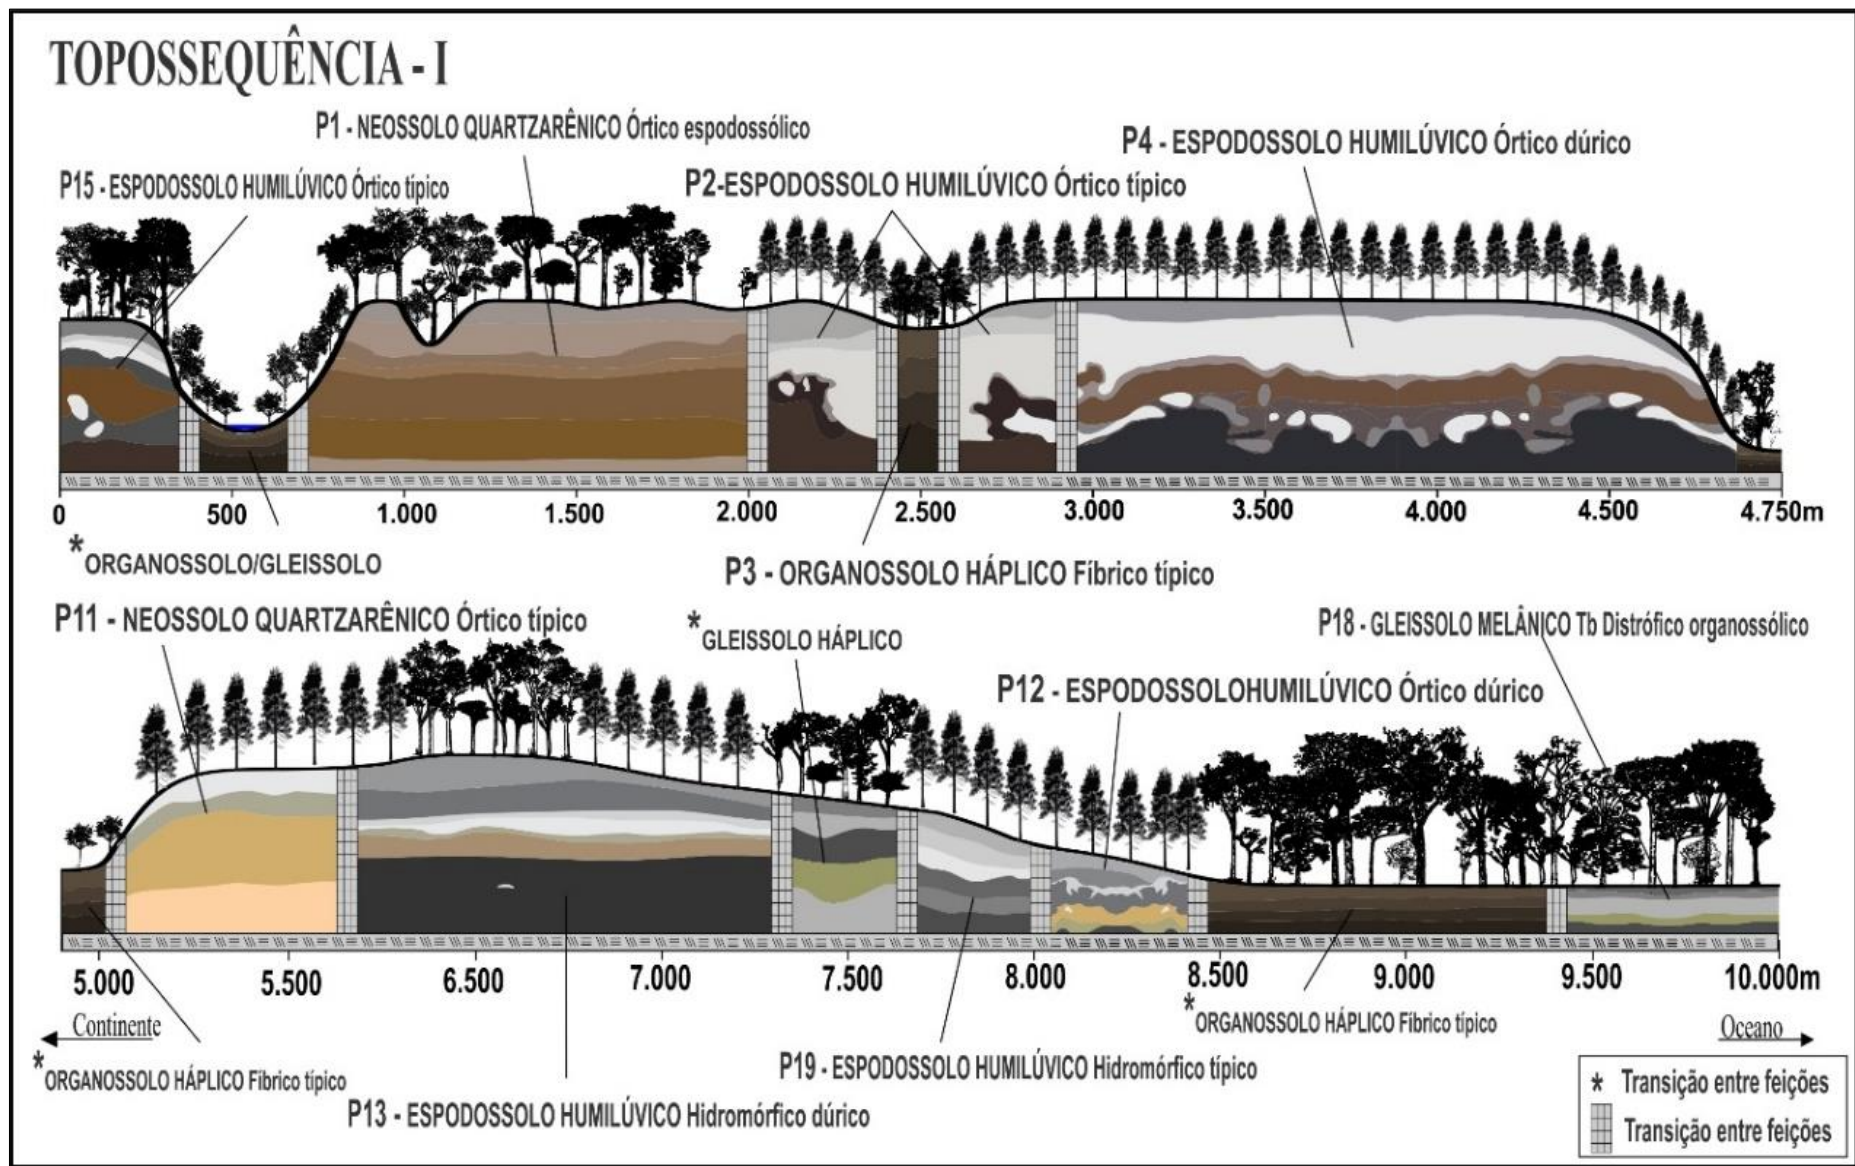 TOPOSSEQUÊNCIA - I
P1 - NEOSSOLO QUARTZARÊNICO Órtico espodossólico
P4 - ESPODOSSOLO HUMILÚVICO Órtico dúrico
P15 - ESPODOSSOLO HUMILÚVICO Órtico típico
P2-ESPODOSSOLO HUMILÚVICO Órtico típico
0 500 1.000 1.500 2.000 2.500 3.000 3.500 4.000 4.500 4.750m
*ORGANOSSOLO/GLEISSOLO
P3 - ORGANOSSOLO HÁPLICO Fíbrico típico
P11 - NEOSSOLO QUARTZARÊNICO Órtico típico
*GLEISSOLO HÁPLICO
P18 - GLEISSOLO MELÂNICO Tb Distrófico organossólico
P12 - ESPODOSSOLOHUMILÚVICO Órtico dúrico
5.000 5.500 6.500 7.000 7.500 8.000 8.500 9.000 9.500 10.000m
Continente
*ORGANOSSOLO HÁPLICO Fíbrico típico
Oceano
*ORGANOSSOLO HÁPLICO Fíbrico típico
P19 - ESPODOSSOLO HUMILÚVICO Hidromórfico típico
P13 - ESPODOSSOLO HUMILÚVICO Hidromórfico dúrico
* Transição entre feições
Transição entre feições